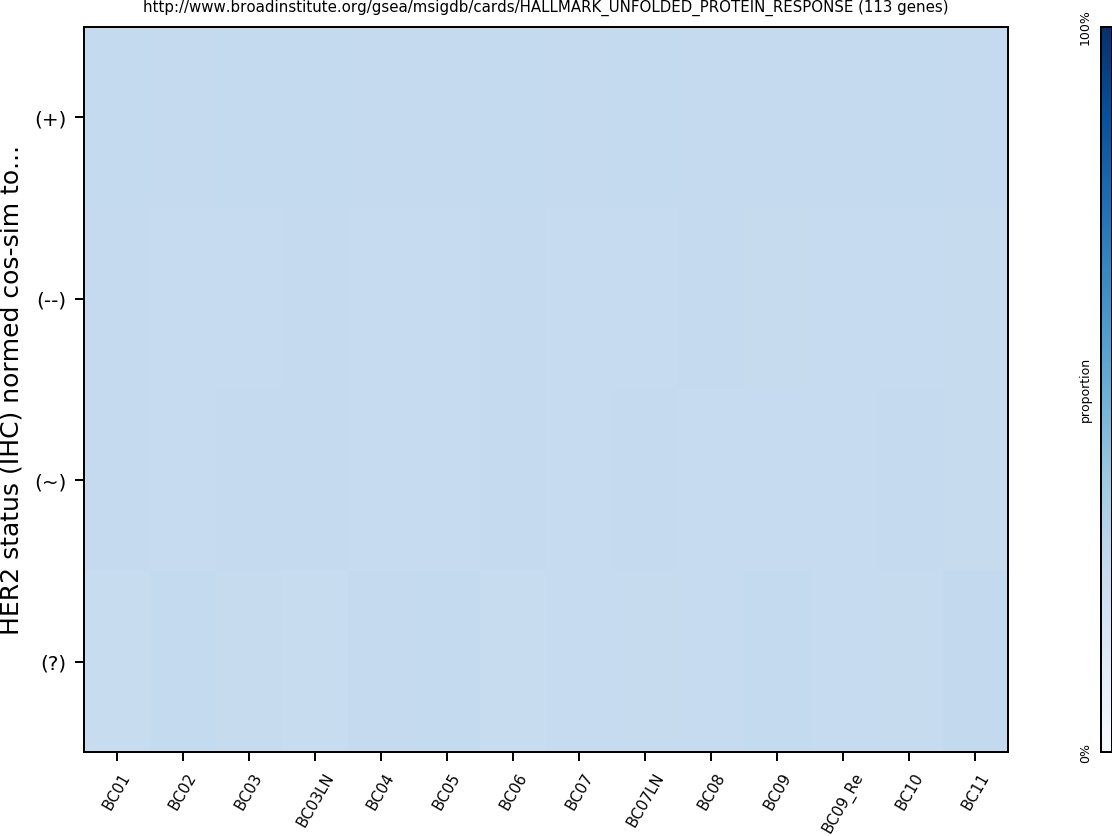 http://www.broadinstitute.org/gsea/msigdb/cards/HALLMARK_UNFOLDED_PROTEIN_RESPONSE (113 genes)
HER2 status (IHC) normed cos-sim to...
(+)
(--)
(~)
(?)
BC01
BC02
BC03
BC03LN
BC04
BC05
BC06
BC07
BC07LN
BC08
BC09
BC09_Re
BC10
BC11
100%
proportion
0%